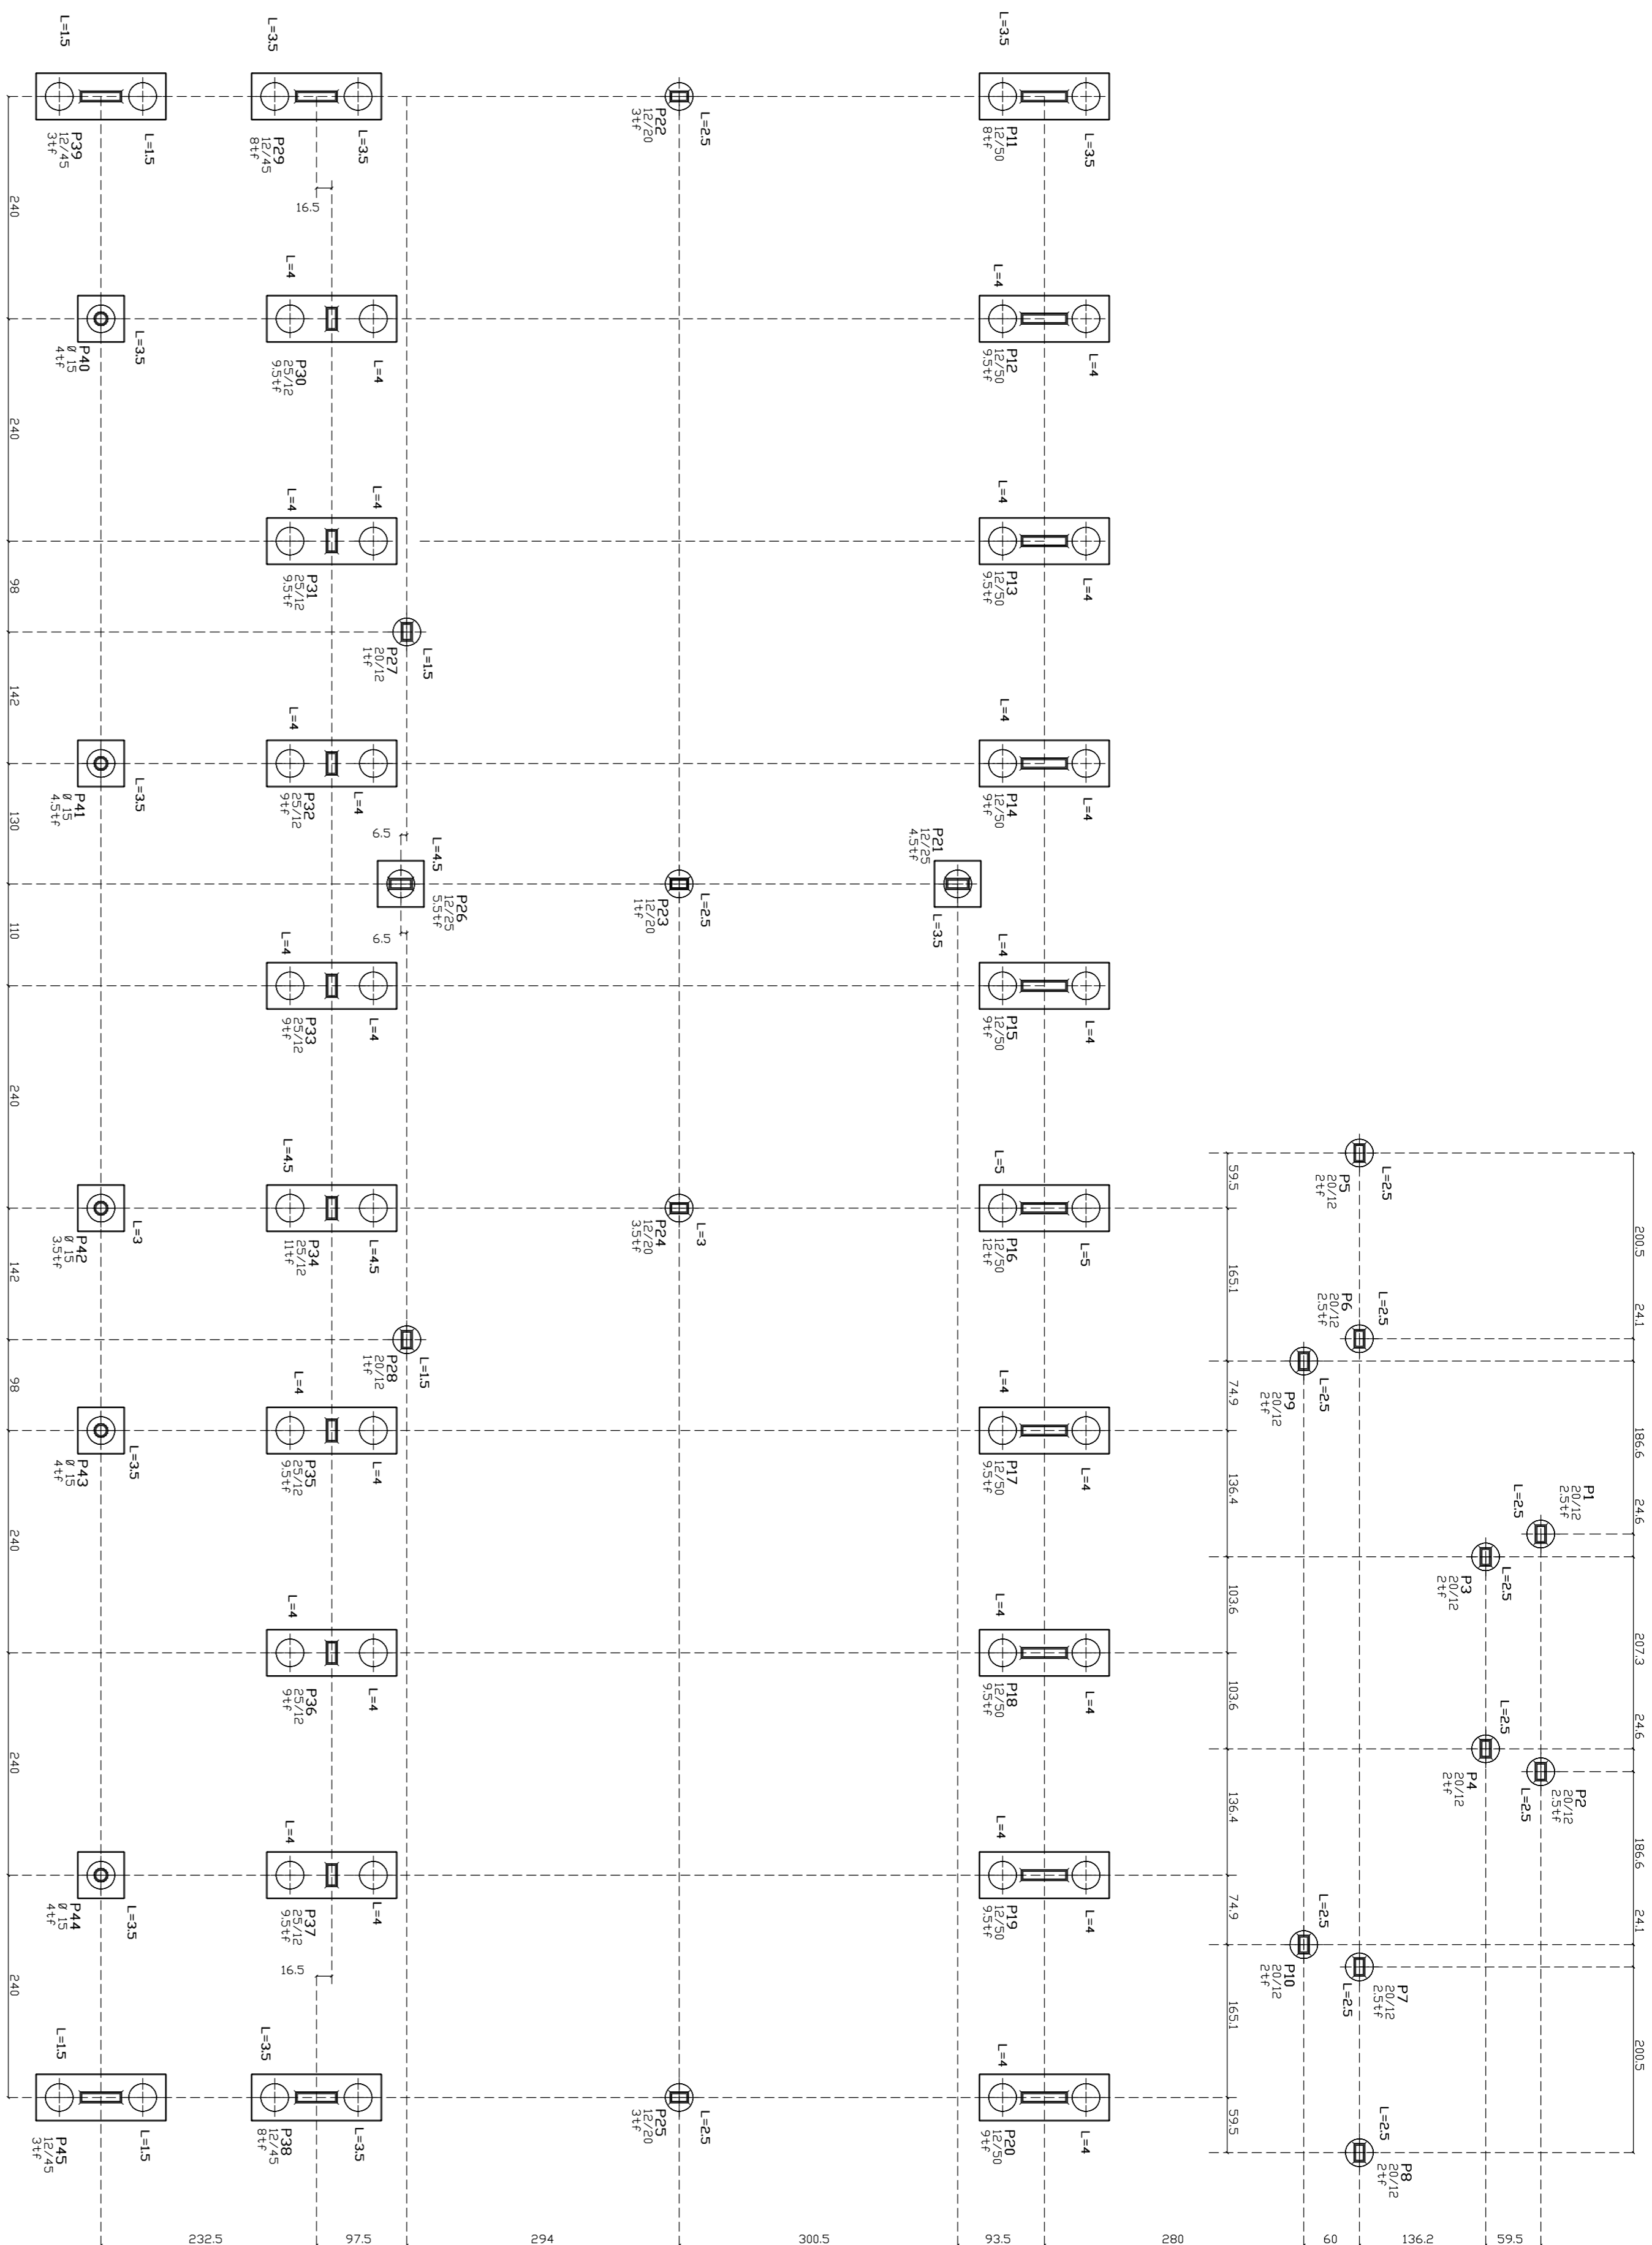 200.5
24.1
186.6
24.6
207.3
24.6
186.6
24.1
200.5
P1
20/12
2.5tf
L=2.5
P2
20/12
2.5tf
L=2.5
59.5
L=2.5
P3
20/12
2tf
L=2.5
P4
20/12
2tf
136.2
L=2.5
P5
20/12
2tf
L=2.5
P6
20/12
2.5tf
P7
20/12
2.5tf
L=2.5
L=2.5
P8
20/12
2tf
60
L=2.5
P9
20/12
2tf
L=2.5
P10
20/12
2tf
280
59.5
165.1
74.9
136.4
103.6
103.6
136.4
74.9
165.1
59.5
L=3.5
L=3.5
P11
12/50
8tf
L=4
L=4
P12
12/50
9.5tf
L=4
L=4
P13
12/50
9.5tf
L=4
L=4
P14
12/50
9tf
L=4
L=4
P15
12/50
9tf
L=5
L=5
P16
12/50
12tf
L=4
L=4
P17
12/50
9.5tf
L=4
L=4
P18
12/50
9.5tf
L=4
L=4
P19
12/50
9.5tf
L=4
L=4
P20
12/50
9tf
93.5
P21
12/25
4.5tf
L=3.5
300.5
L=2.5
P22
12/20
3tf
L=2.5
P23
12/20
1tf
L=3
P24
12/20
3.5tf
L=2.5
P25
12/20
3tf
294
L=4.5
P26
12/25
5.5tf
6.5
6.5
L=1.5
P27
20/12
1tf
L=1.5
P28
20/12
1tf
97.5
L=3.5
L=3.5
P29
12/45
8tf
16.5
L=4
L=4
P30
25/12
9.5tf
L=4
L=4
P31
25/12
9.5tf
L=4
L=4
P32
25/12
9tf
L=4
L=4
P33
25/12
9tf
L=4.5
L=4.5
P34
25/12
11tf
L=4
L=4
P35
25/12
9.5tf
L=4
L=4
P36
25/12
9tf
L=4
L=4
P37
25/12
9.5tf
16.5
L=3.5
L=3.5
P38
12/45
8tf
232.5
L=1.5
L=1.5
P39
12/45
3tf
L=3.5
P40
Ø 15
4tf
L=3.5
P41
Ø 15
4.5tf
L=3
P42
Ø 15
3.5tf
L=3.5
P43
Ø 15
4tf
L=3.5
P44
Ø 15
4tf
L=1.5
L=1.5
P45
12/45
3tf
240
240
98
142
130
110
240
142
98
240
240
240